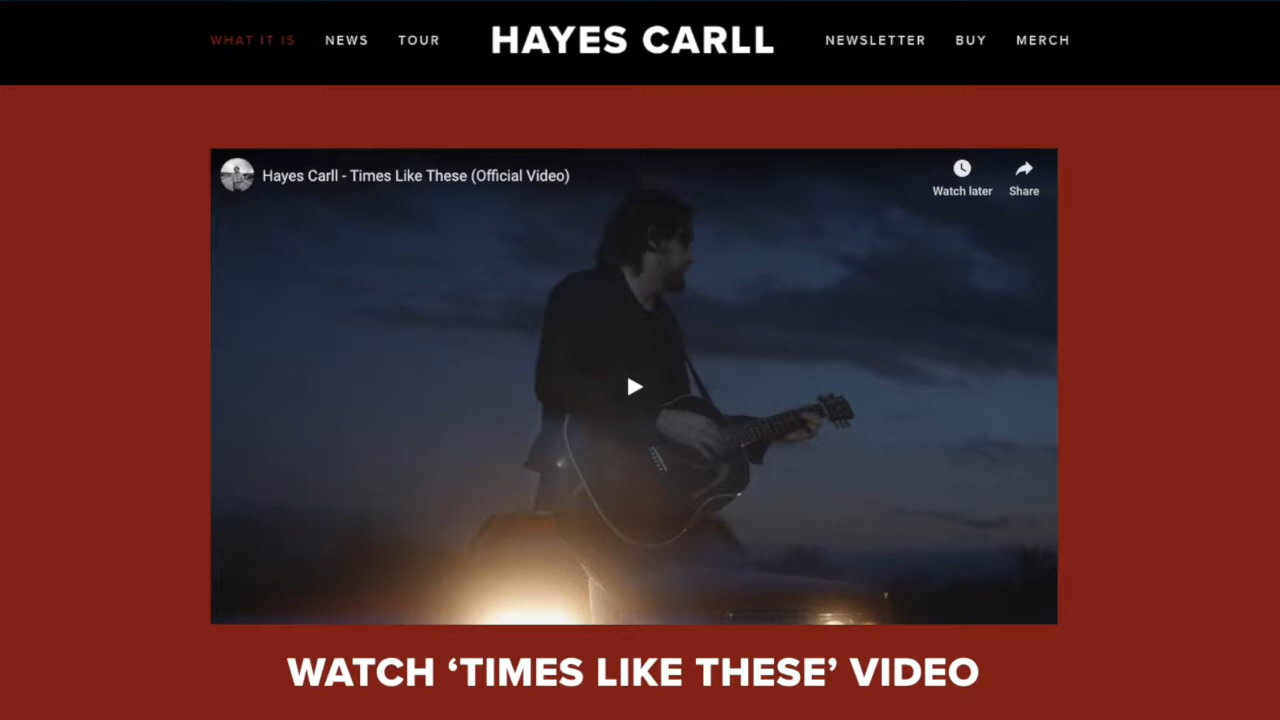 WHAT IT IS
NEWS
TOUR
HAYES CARLL
NEWSLETTER
BUY
MERCH
Hayes Carll - Times Like These (Official Video)
Watch later
Share
WATCH ‘TIMES LIKE THESE’ VIDEO